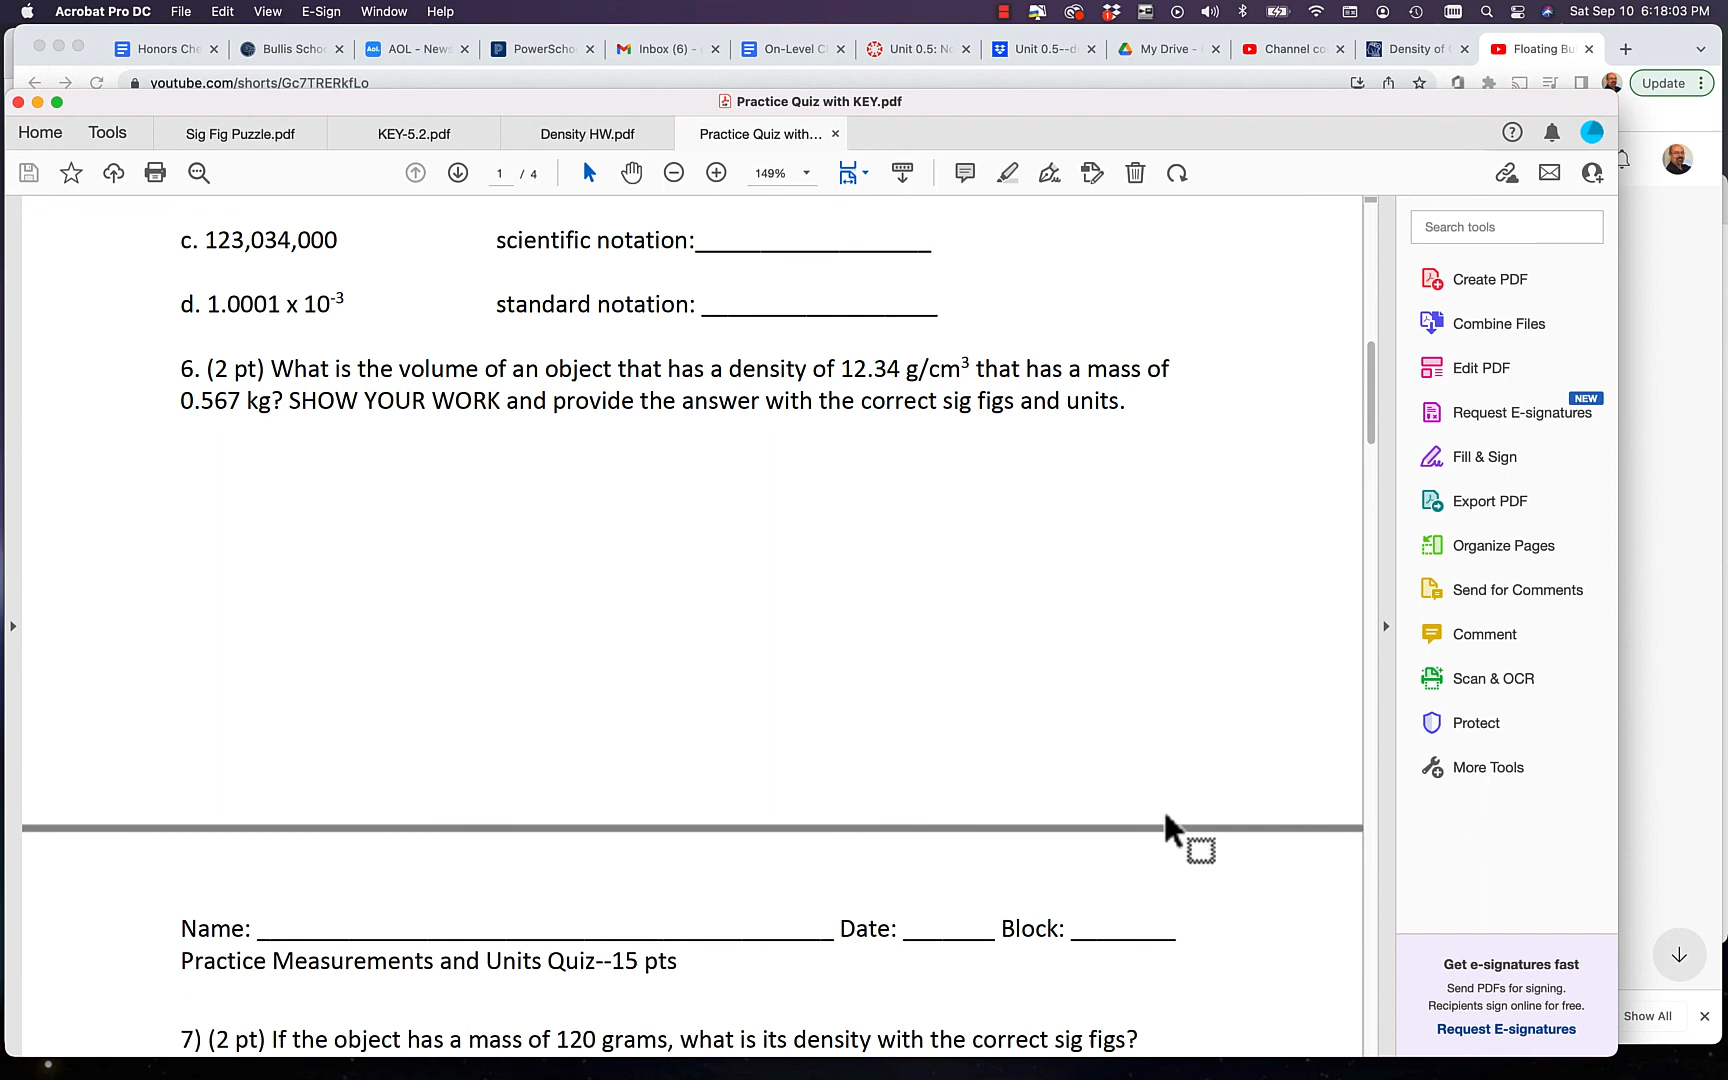 Acrobat Pro DC File Edit View E-Sign Window Help Sat Sep 10 6:18:03 PM
Honors Che Bullis Schoo AOL - News PowerScho Inbox (6) - On-Level C Unit 0.5: No Unit 0.5--d My Drive - Channel co Density of Floating Bu
youtube.com/shorts/Gc7TRERkfLo Update
Practice Quiz with KEY.pdf
Home Tools Sig Fig Puzzle.pdf KEY-5.2.pdf Density HW.pdf Practice Quiz with...
1 / 4 149%
c. 123,034,000 scientific notation:__________________
d. 1.0001 x 10⁻³ standard notation: __________________
6. (2 pt) What is the volume of an object that has a density of 12.34 g/cm³ that has a mass of
0.567 kg? SHOW YOUR WORK and provide the answer with the correct sig figs and units.
Name: ____________________________________________ Date: _______ Block: ________
Practice Measurements and Units Quiz--15 pts
7) (2 pt) If the object has a mass of 120 grams, what is its density with the correct sig figs?
Search tools
Create PDF
Combine Files
Edit PDF
NEW
Request E-signatures
Fill & Sign
Export PDF
Organize Pages
Send for Comments
Comment
Scan & OCR
Protect
More Tools
Get e-signatures fast
Send PDFs for signing.
Recipients sign online for free.
Request E-signatures
Show All